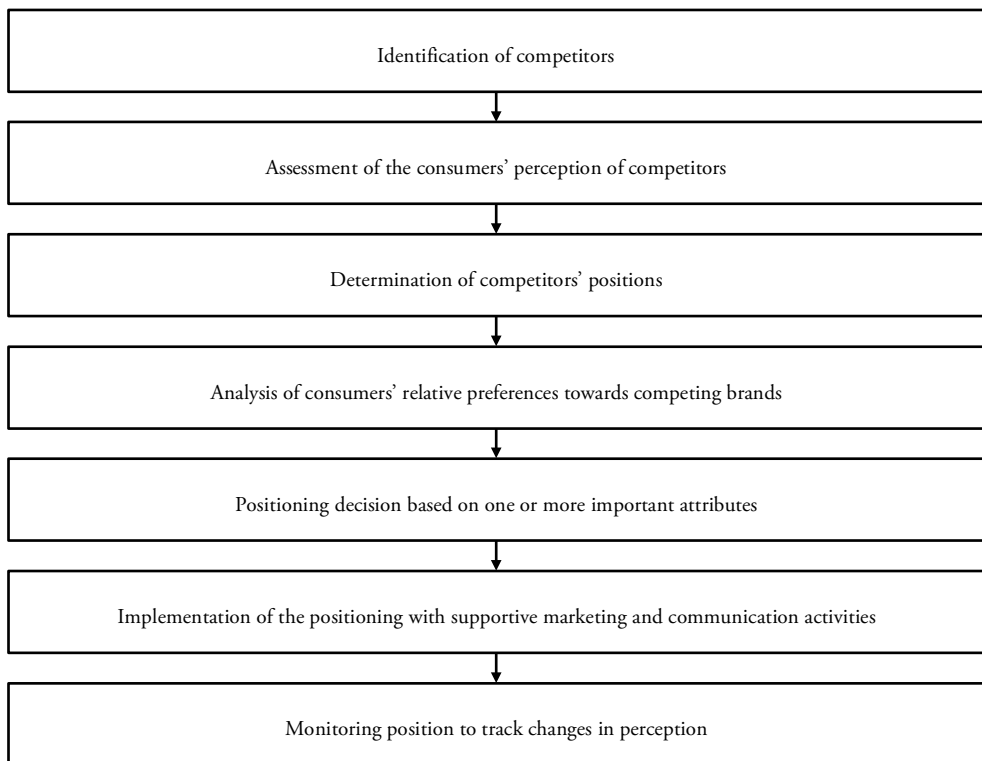 Identification of competitors
Assessment of the consumers’ perception of competitors
Determination of competitors’ positions
Analysis of consumers’ relative preferences towards competing brands
Positioning decision based on one or more important attributes
Implementation of the positioning with supportive marketing and communication activities
Monitoring position to track changes in perception